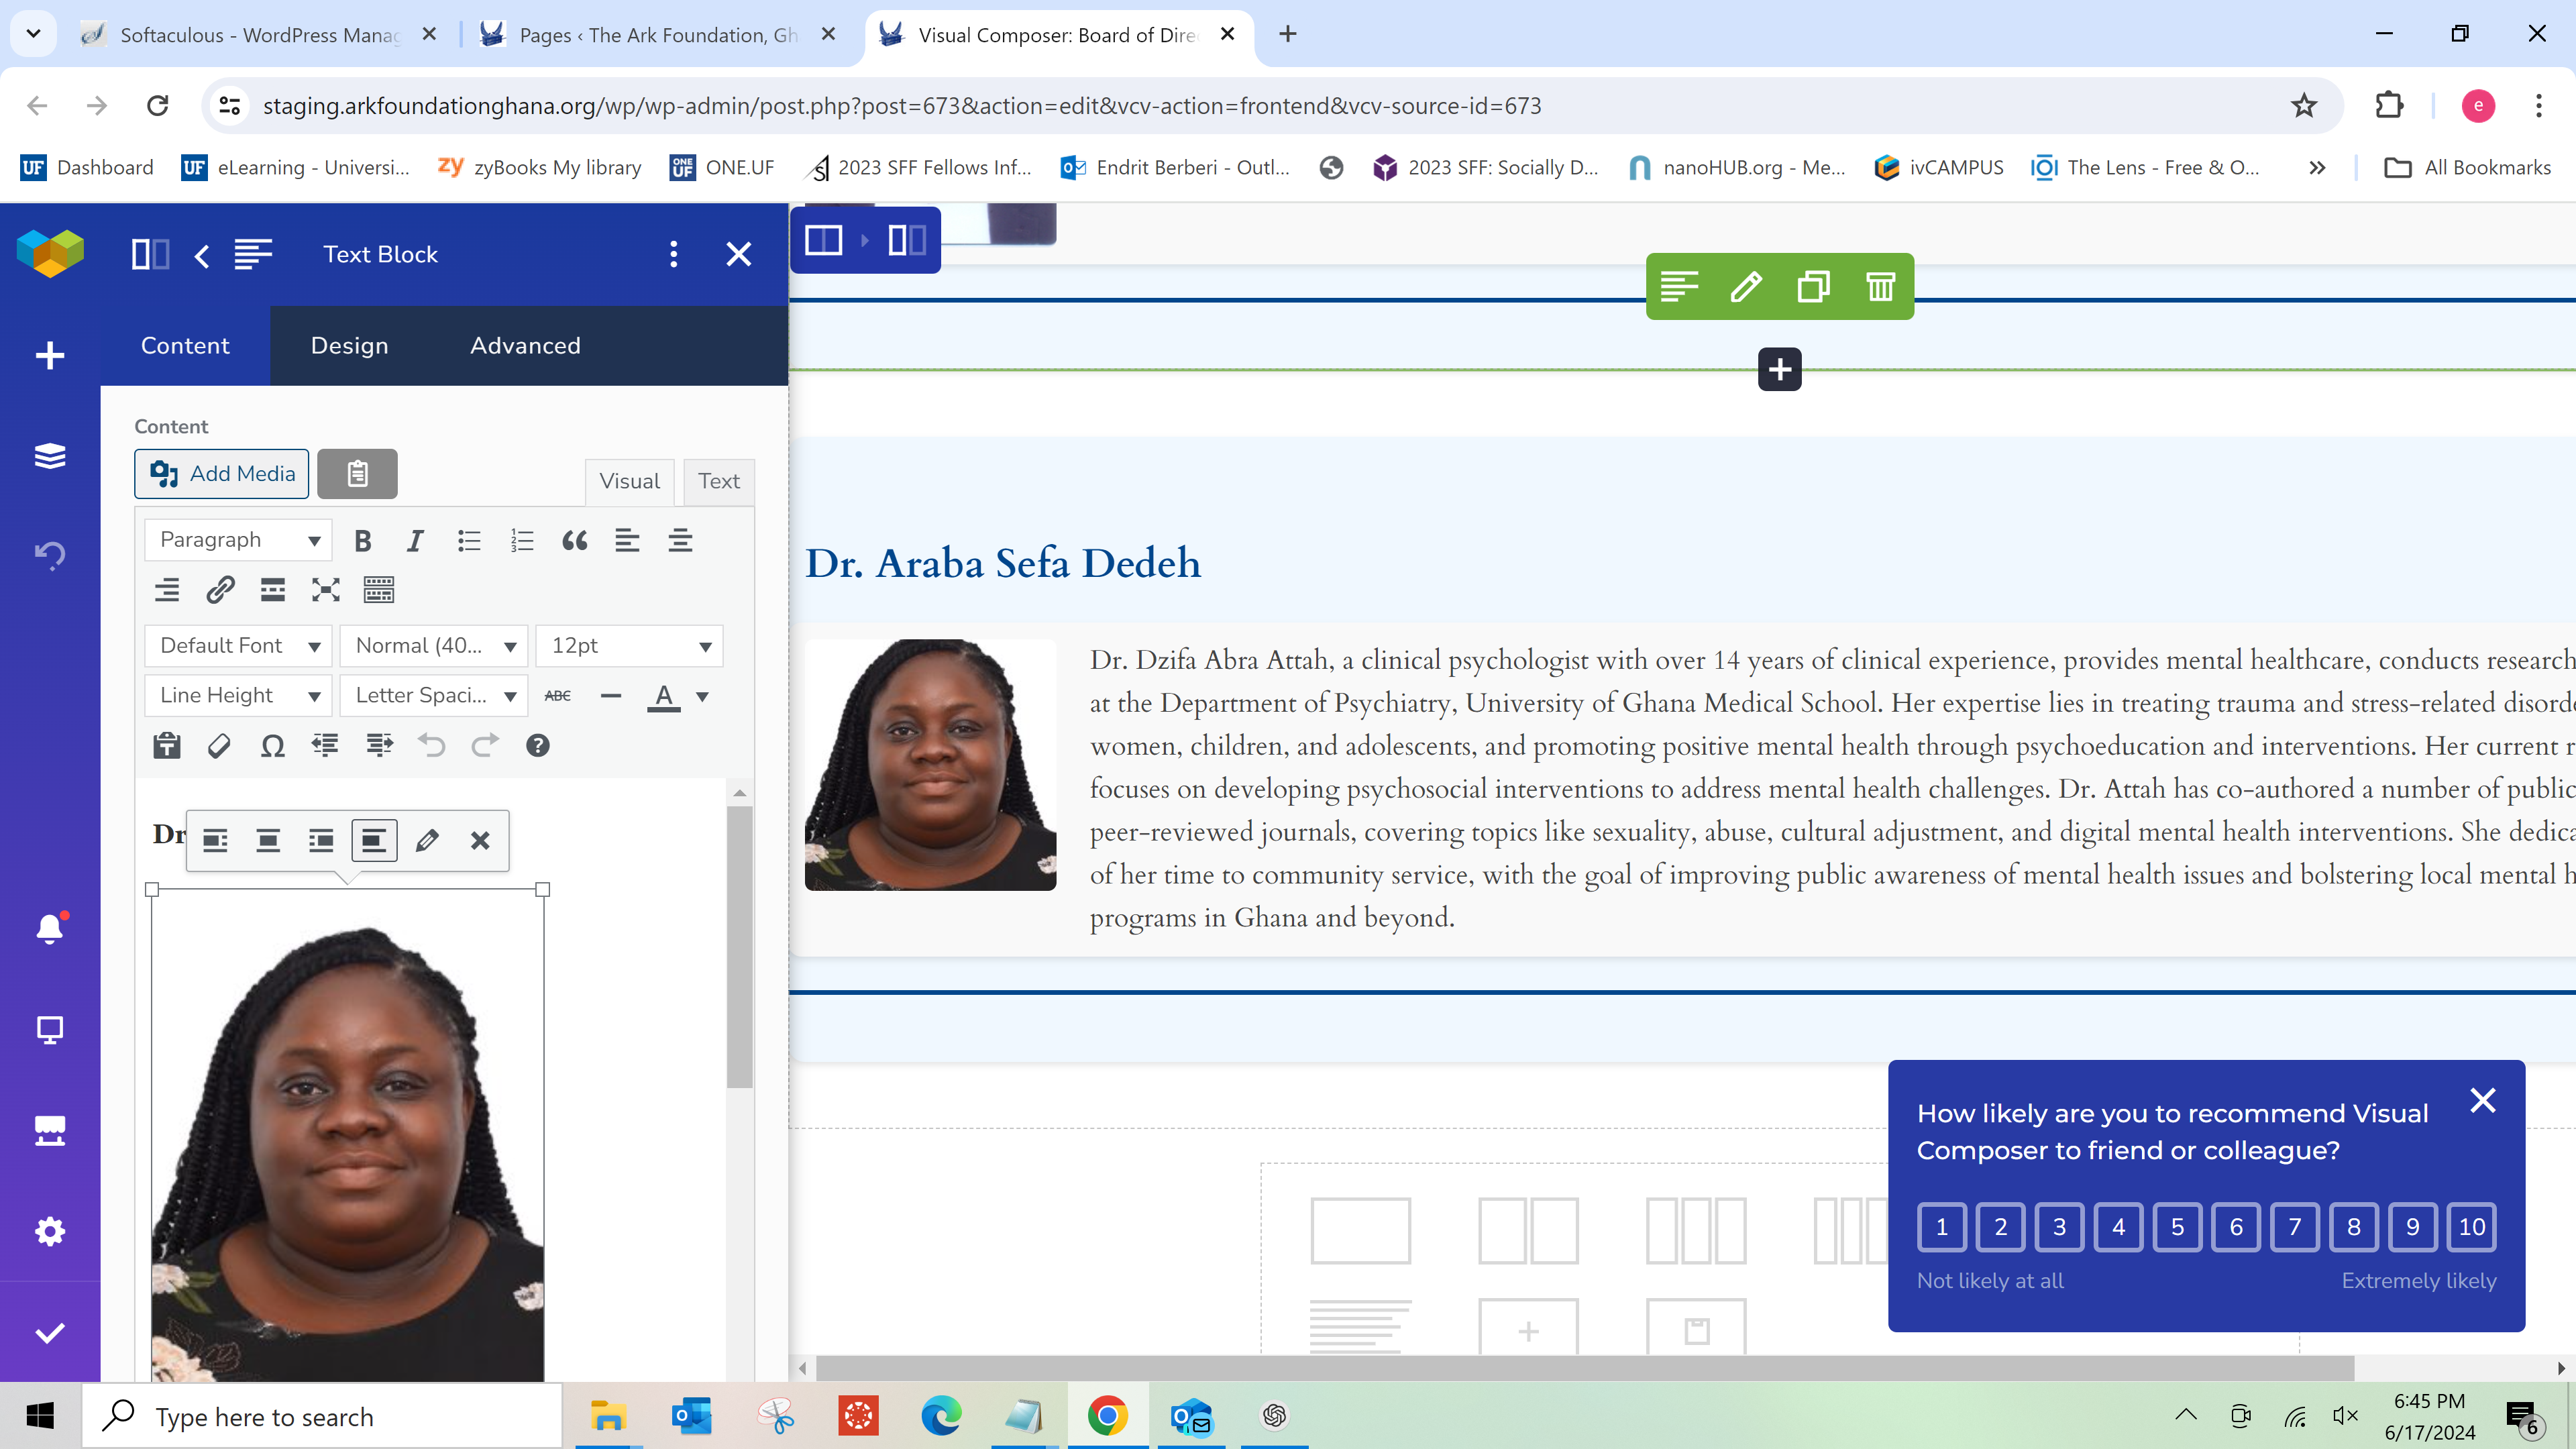 Softaculous - WordPress Manag
Pages ‹ The Ark Foundation, Gh
Visual Composer: Board of Dire
staging.arkfoundationghana.org/wp/wp-admin/post.php?post=673&action=edit&vcv-action=frontend&vcv-source-id=673
e
UF Dashboard
UF eLearning - Universi...
zy zyBooks My library
ONE UF ONE.UF
2023 SFF Fellows Inf...
Endrit Berberi - Outl...
2023 SFF: Socially D...
nanoHUB.org - Me...
ivCAMPUS
The Lens - Free & O...
All Bookmarks
Text Block
Content
Design
Advanced
Content
Add Media
Visual
Text
Paragraph
Default Font
Normal (40...
12pt
Line Height
Letter Spaci...
ABC
A
Dr
Dr. Araba Sefa Dedeh
Dr. Dzifa Abra Attah, a clinical psychologist with over 14 years of clinical experience, provides mental healthcare, conducts research
at the Department of Psychiatry, University of Ghana Medical School. Her expertise lies in treating trauma and stress-related disord
women, children, and adolescents, and promoting positive mental health through psychoeducation and interventions. Her current r
focuses on developing psychosocial interventions to address mental health challenges. Dr. Attah has co-authored a number of public
peer-reviewed journals, covering topics like sexuality, abuse, cultural adjustment, and digital mental health interventions. She dedica
of her time to community service, with the goal of improving public awareness of mental health issues and bolstering local mental h
programs in Ghana and beyond.
How likely are you to recommend Visual
Composer to friend or colleague?
1 2 3 4 5 6 7 8 9 10
Not likely at all
Extremely likely
Type here to search
6:45 PM
6/17/2024
6